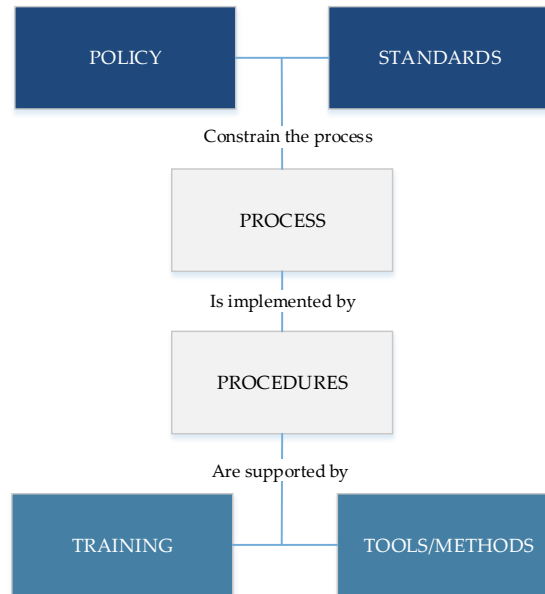 POLICY
STANDARDS
Constrain the process
PROCESS
Is implemented by
PROCEDURES
Are supported by
TRAINING
TOOLS/METHODS